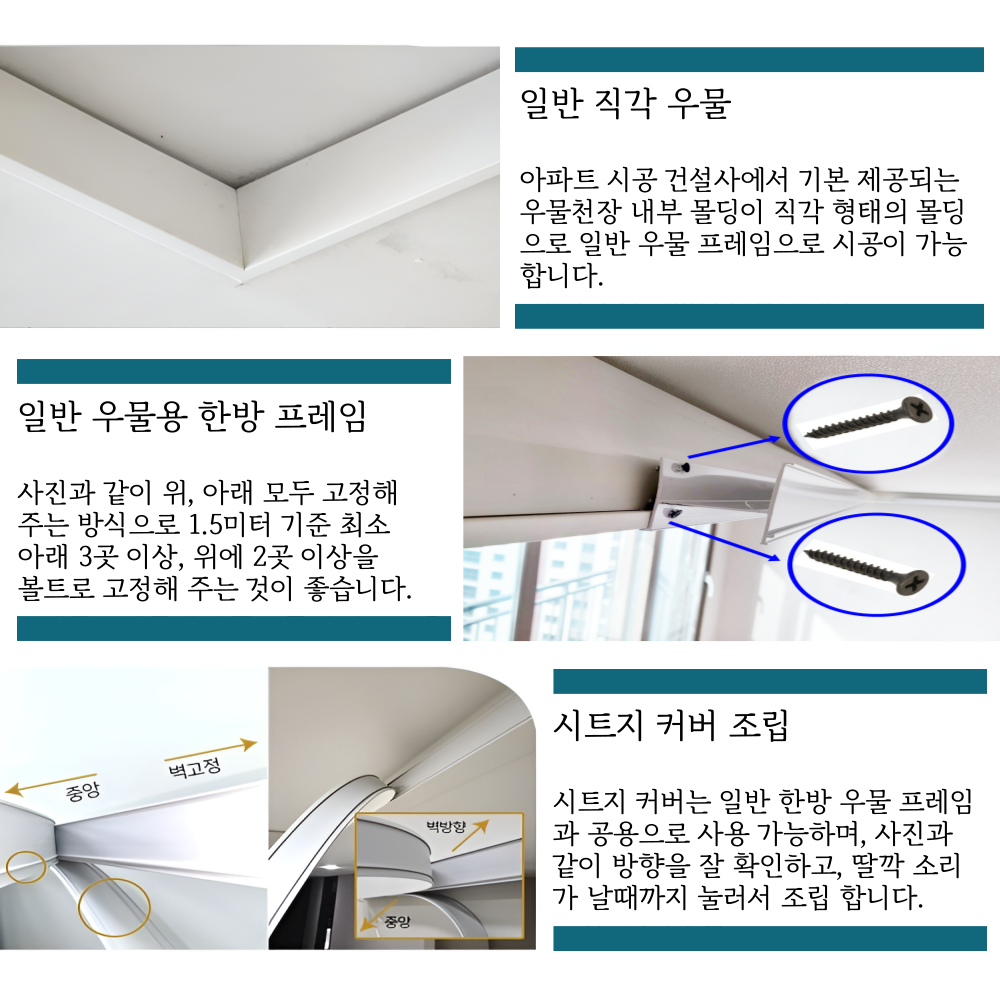 일반 직각 우물
아파트 시공 건설사에서 기본 제공되는
우물천장 내부 몰딩이 직각 형태의 몰딩
으로 일반 우물 프레임으로 시공이 가능
합니다.
일반 우물용 한방 프레임
사진과 같이 위, 아래 모두 고정해
주는 방식으로 1.5미터 기준 최소
아래 3곳 이상, 위에 2곳 이상을
볼트로 고정해 주는 것이 좋습니다.
중앙
벽고정
벽방향
중앙
시트지 커버 조립
시트지 커버는 일반 한방 우물 프레임
과 공용으로 사용 가능하며, 사진과
같이 방향을 잘 확인하고, 딸깍 소리
가 날때까지 눌러서 조립 합니다.